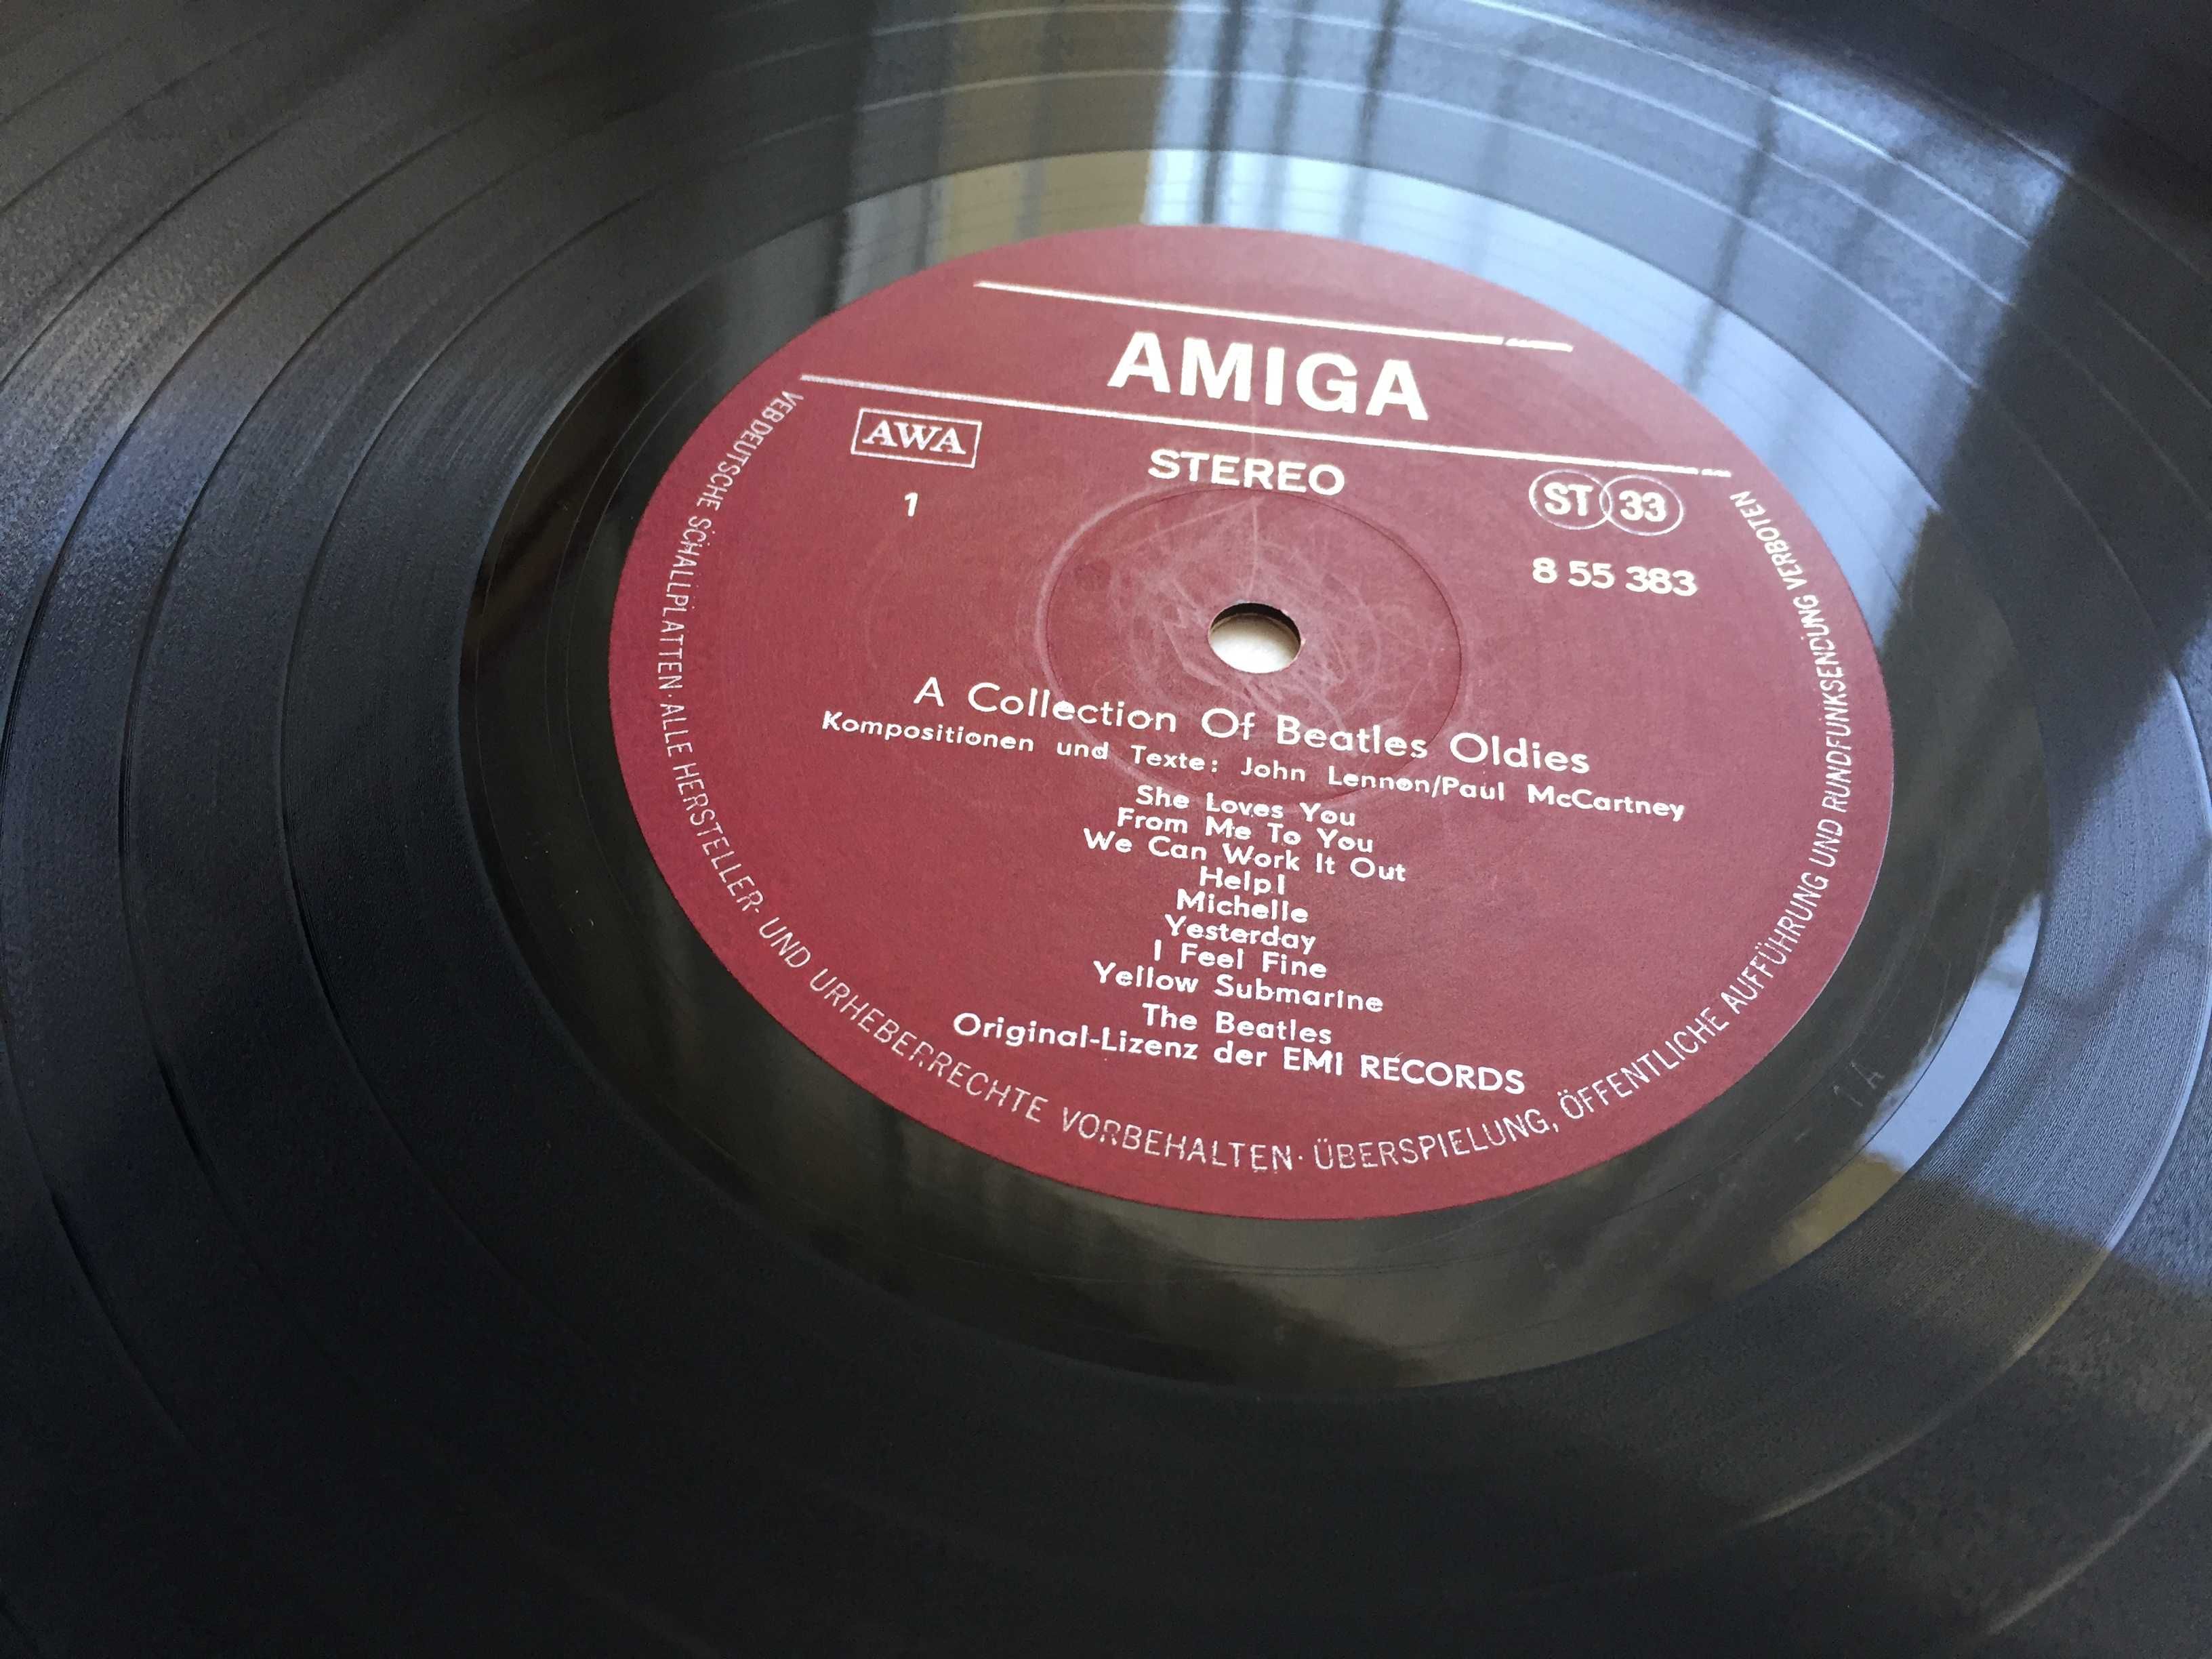 AMIGA
AWA
STEREO
ST 33
1
8 55 383
A Collection Of Beatles Oldies
Kompositionen und Texte: John Lennon/Paul McCartney
She Loves You
From Me To You
We Can Work It Out
Help!
Michelle
Yesterday
I Feel Fine
Yellow Submarine
The Beatles
Original-Lizenz der EMI RECORDS
VEB DEUTSCHE SCHALLPLATTEN · ALLE HERSTELLER- UND URHEBERRECHTE VORBEHALTEN · ÜBERSPIELUNG, ÖFFENTLICHE AUFFÜHRUNG UND RUNDFUNKSENDUNG VERBOTEN